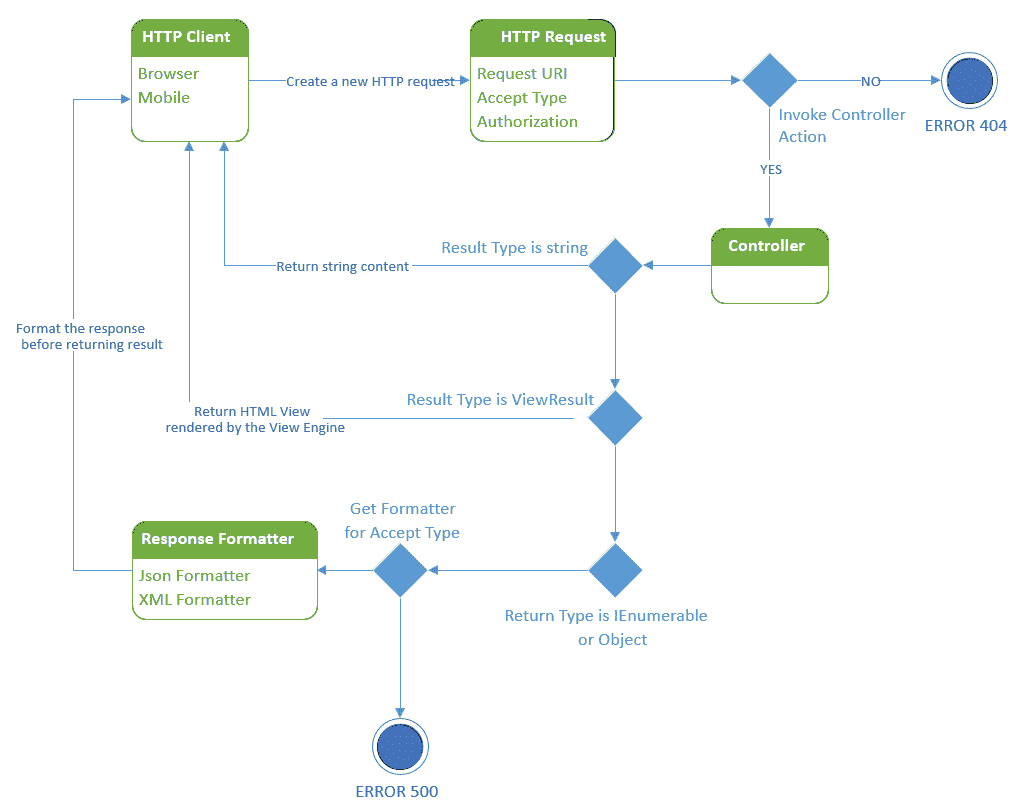 HTTP Client
Browser
Mobile
Create a new HTTP request
HTTP Request
Request URI
Accept Type
Authorization
NO
ERROR 404
Invoke Controller
Action
YES
Controller
Result Type is string
Return string content
Format the response
before returning result
Result Type is ViewResult
Return HTML View
rendered by the View Engine
Get Formatter
for Accept Type
Response Formatter
Json Formatter
XML Formatter
Return Type is IEnumerable
or Object
ERROR 500